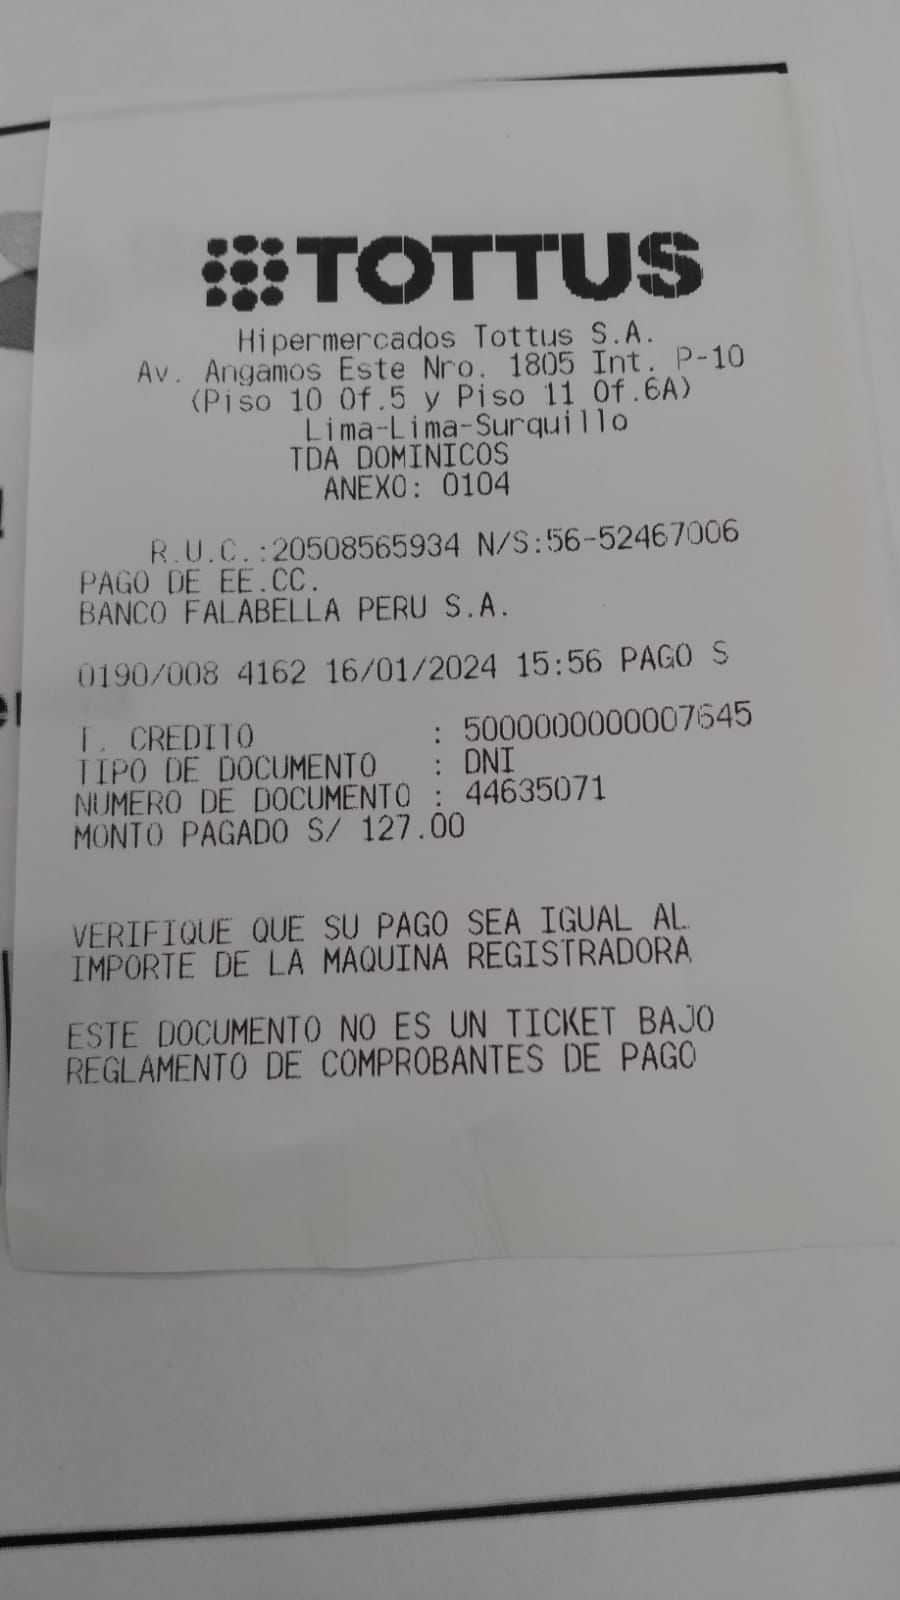 TOTTUS
Hipermercados Tottus S.A.
Av. Angamos Este Nro. 1805 Int. P-10
(Piso 10 Of.5 y Piso 11 Of.6A)
Lima-Lima-Surquillo
TDA DOMINICOS
ANEXO: 0104
R.U.C.:20508565934 N/S:56-52467006
PAGO DE EE.CC.
BANCO FALABELLA PERU S.A.
0190/008 4162 16/01/2024 15:56 PAGO S
T. CREDITO : 5000000000007645
TIPO DE DOCUMENTO : DNI
NUMERO DE DOCUMENTO : 44635071
MONTO PAGADO S/ 127.00
VERIFIQUE QUE SU PAGO SEA IGUAL AL
IMPORTE DE LA MAQUINA REGISTRADORA
ESTE DOCUMENTO NO ES UN TICKET BAJO
REGLAMENTO DE COMPROBANTES DE PAGO